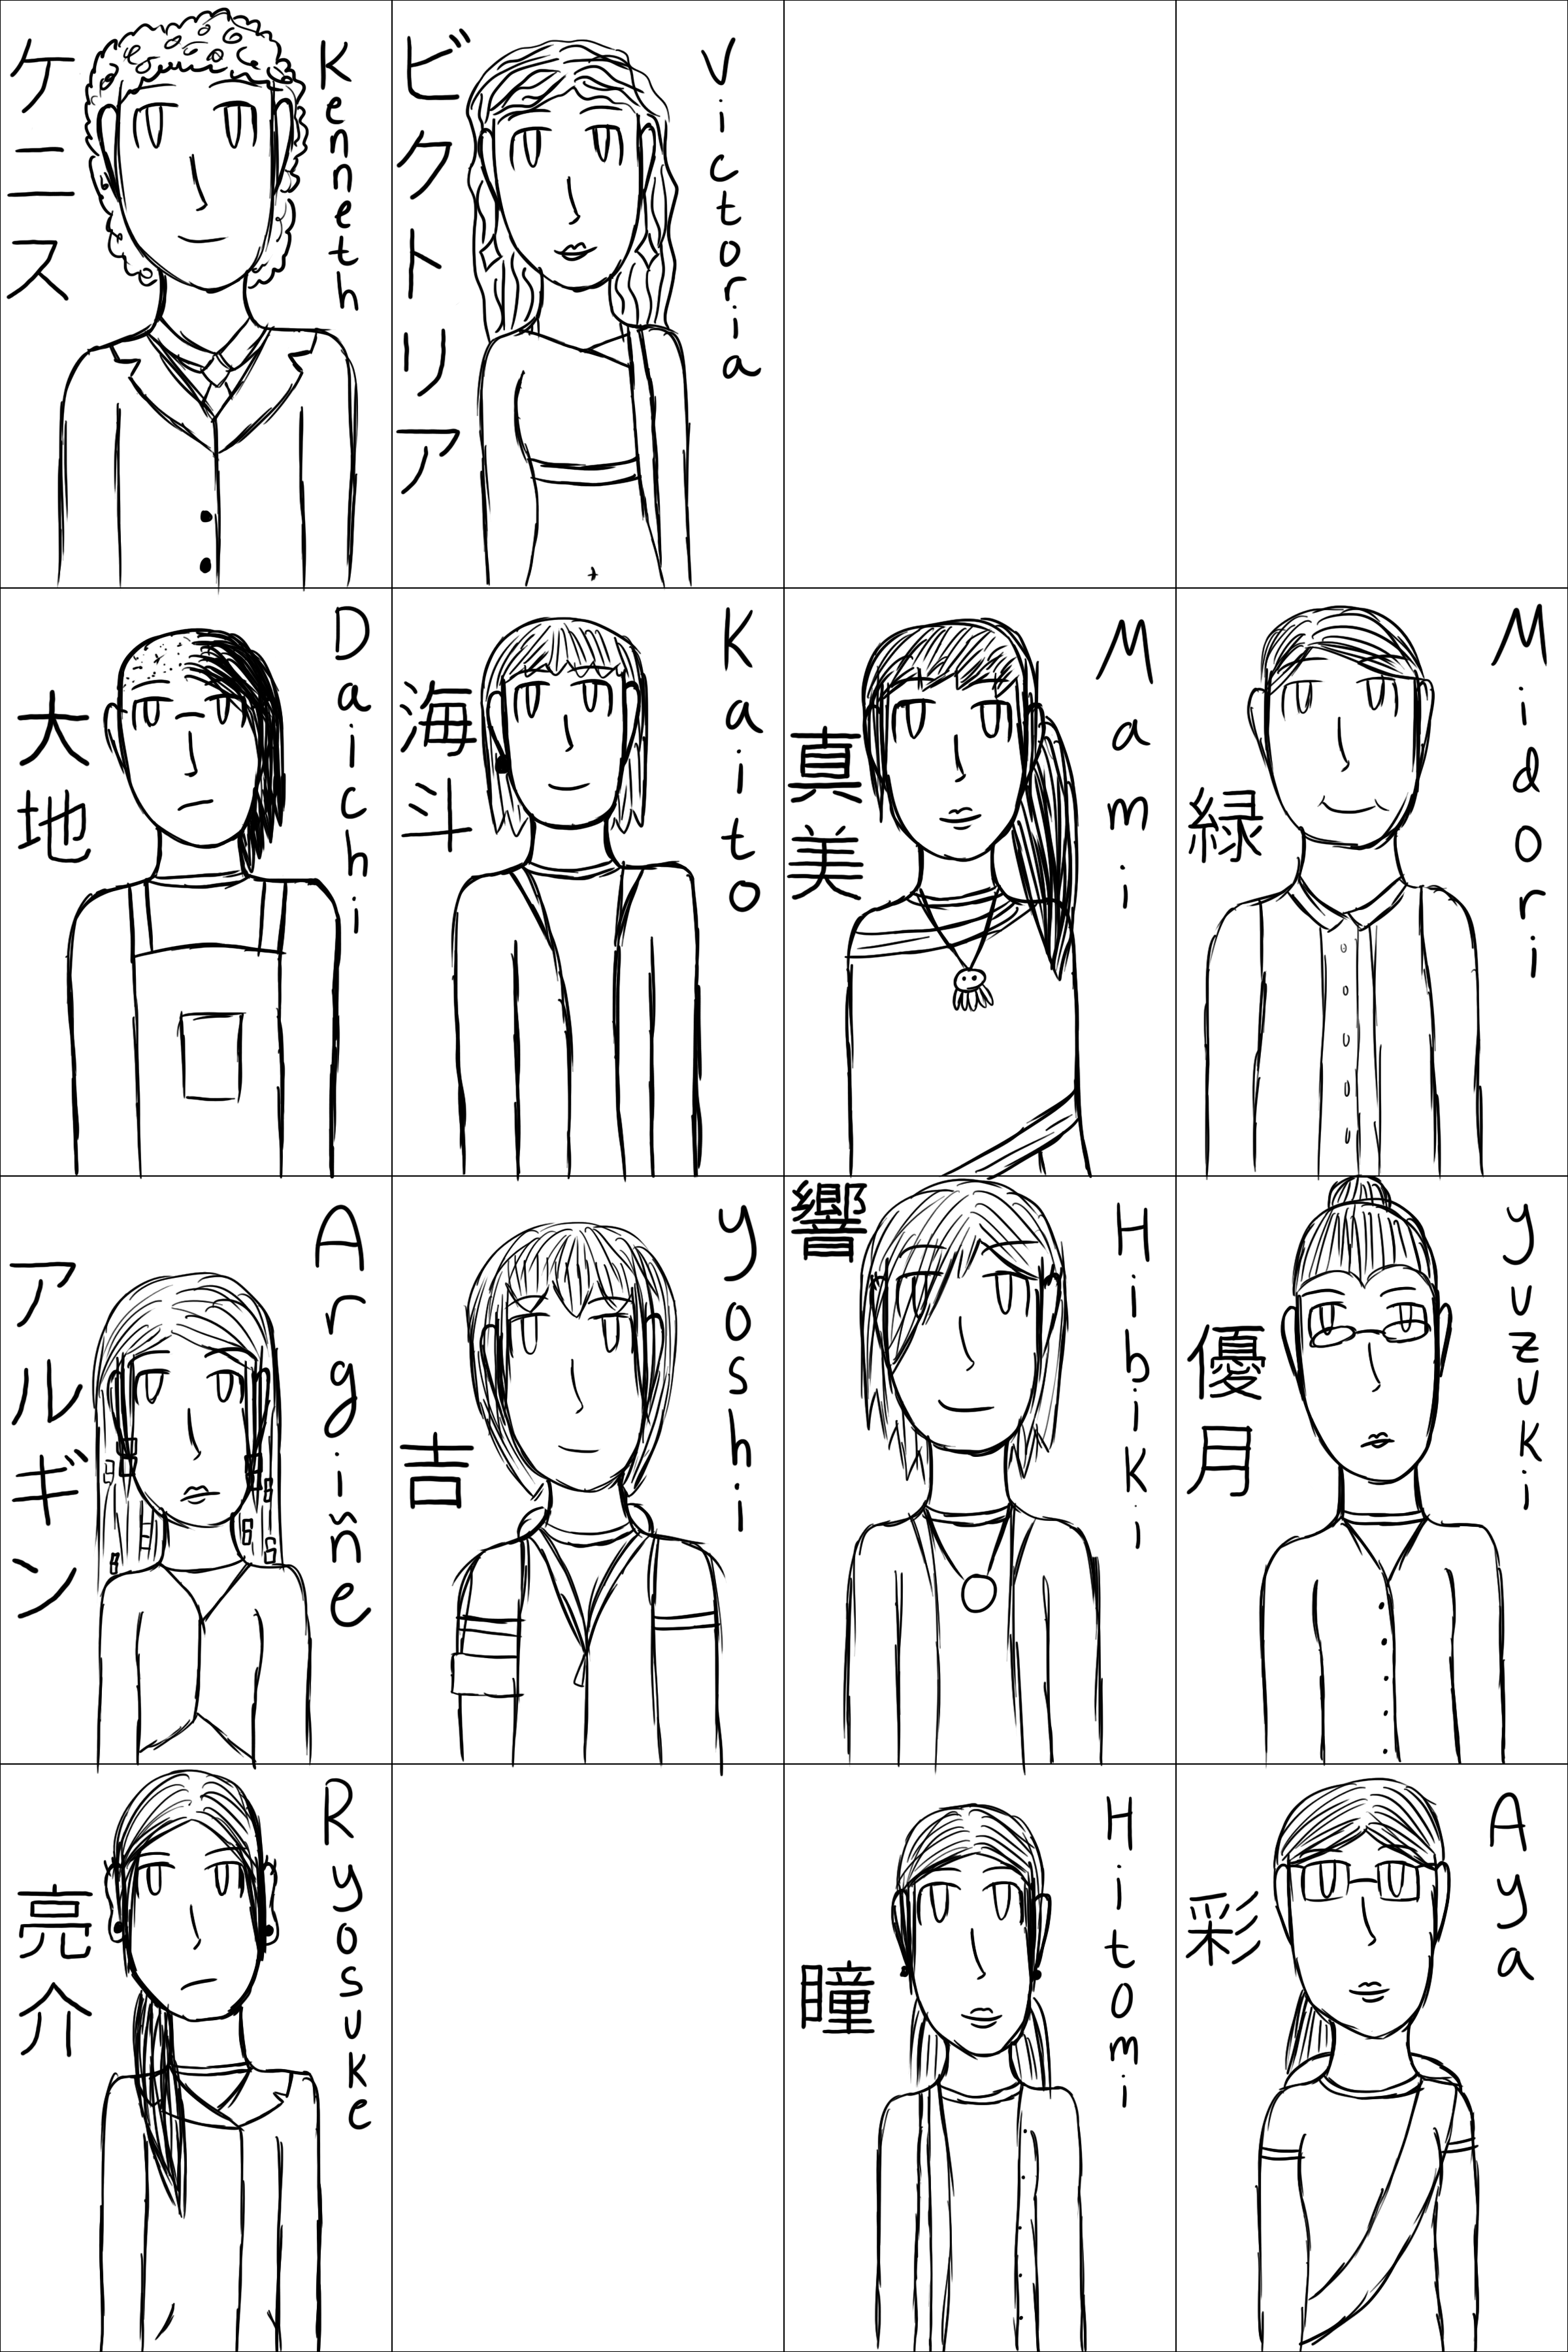 ケニス
Kenneth
ビクトリア
Victoria
大地
Daichi
海斗
Kaito
真美
Mami
緑
Midori
アルギン
Argiñe
吉
yoshi
響
Hibiki
優月
yuzuki
亮介
Ryosuke
瞳
Hitomi
彩
Aya